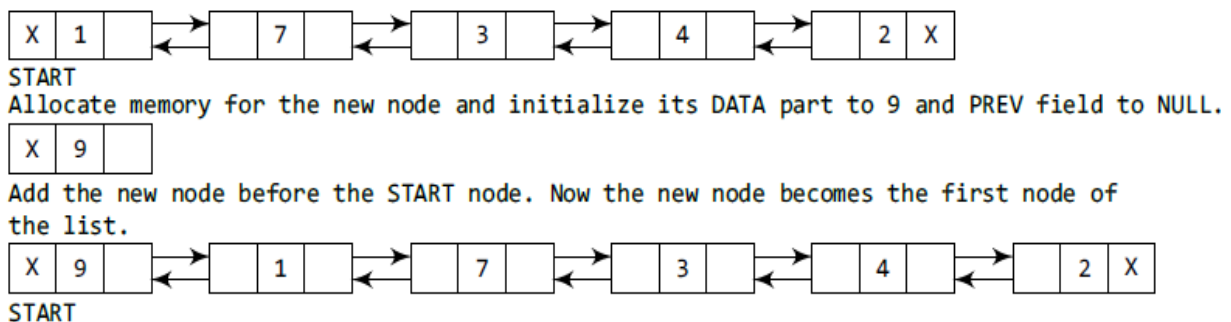 X 1 7 3 4 2 X
START
Allocate memory for the new node and initialize its DATA part to 9 and PREV field to NULL.
X 9
Add the new node before the START node. Now the new node becomes the first node of
the list.
X 9 1 7 3 4 2 X
START